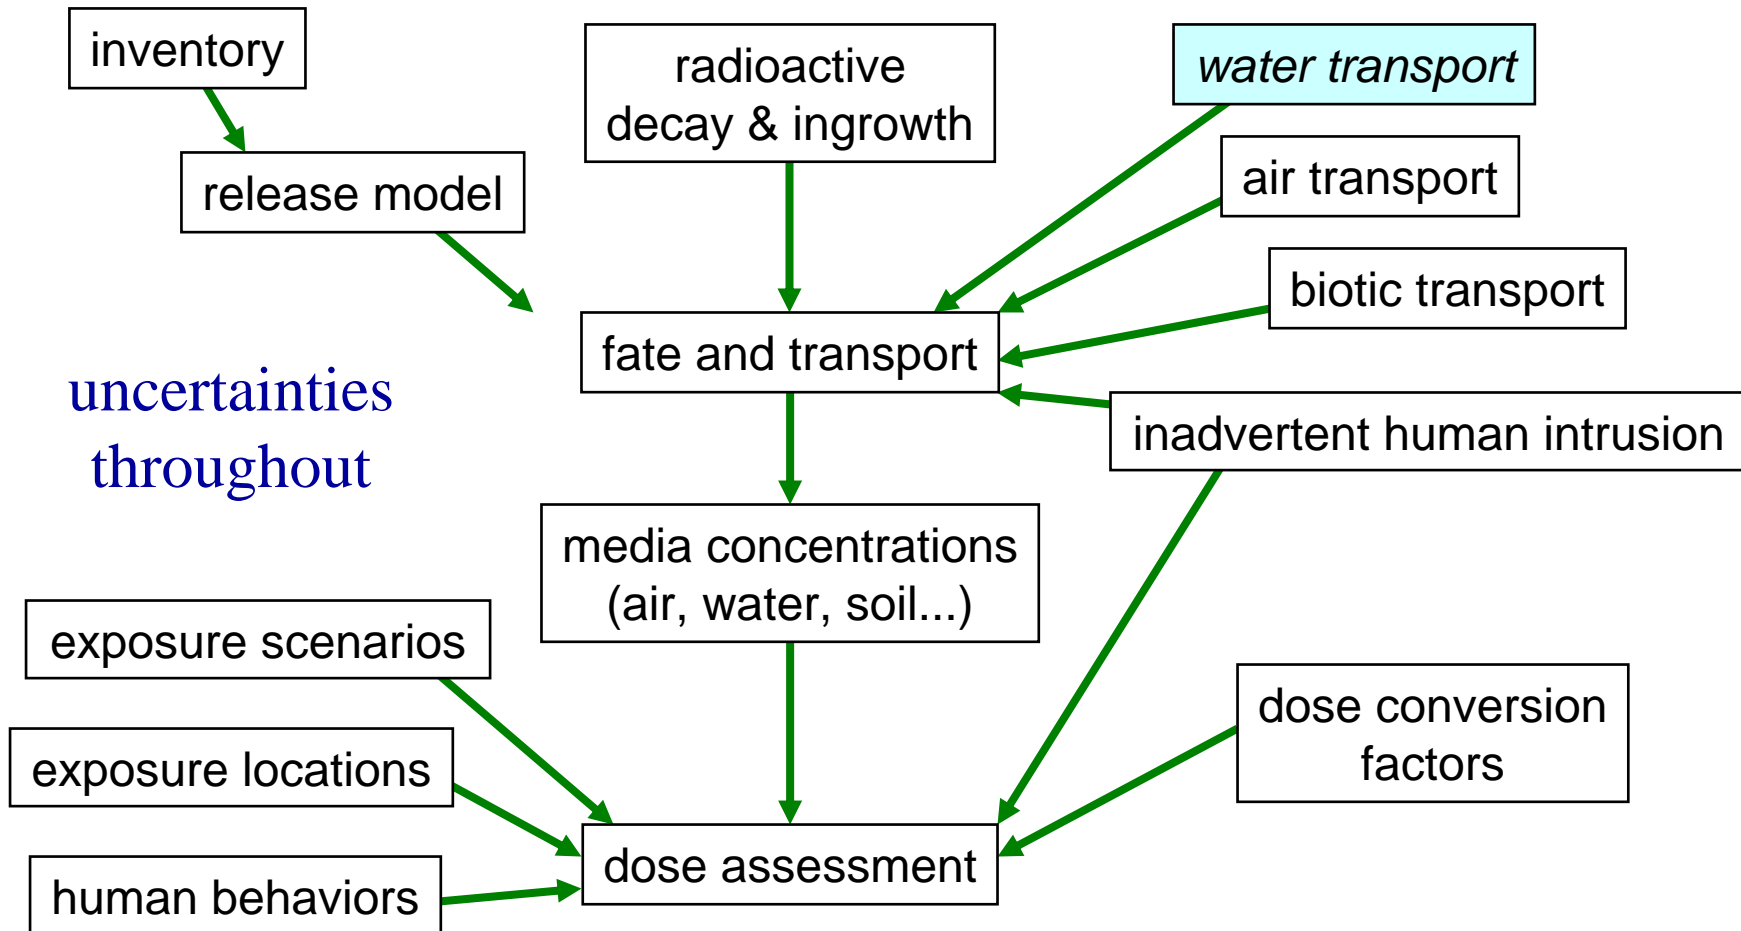 inventory
radioactive
decay & ingrowth
water transport
release model
air transport
biotic transport
fate and transport
uncertainties
throughout
inadvertent human intrusion
media concentrations
(air, water, soil...)
exposure scenarios
dose conversion
factors
exposure locations
dose assessment
human behaviors